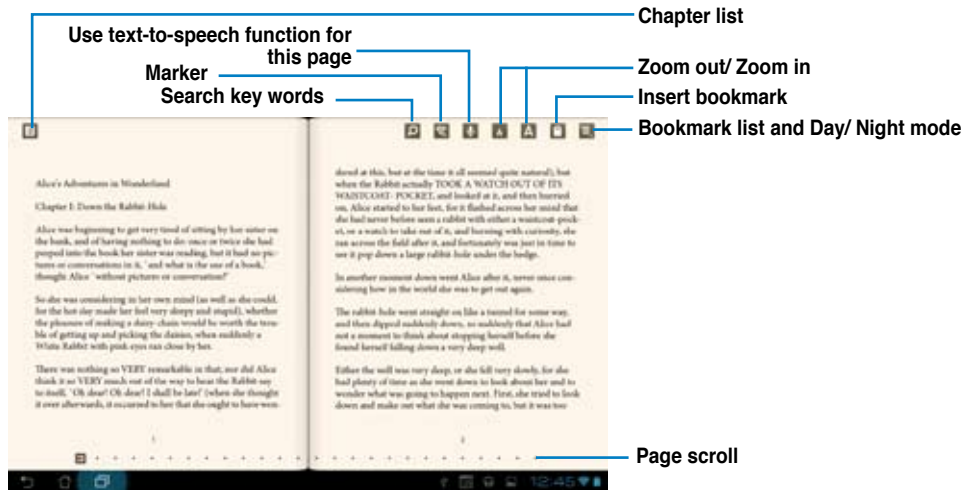 Chapter list
Use text-to-speech function for
this page
Zoom out/ Zoom in
Marker
Search key words
Insert bookmark
Bookmark list and Day/ Night mode
Alice's Adventures in Wonderland
Chapter I: Down the Rabbit-Hole
Alice was beginning to get very tired of sitting by her sister on
the bank, and of having nothing to do: once or twice she had
peeped into the book her sister was reading, but it had no pic-
tures or conversations in it, 'and what is the use of a book,'
thought Alice 'without pictures or conversation?'
So she was considering in her own mind (as well as she could,
for the hot day made her feel very sleepy and stupid), whether
the pleasure of making a daisy-chain would be worth the trou-
ble of getting up and picking the daisies, when suddenly a
White Rabbit with pink eyes ran close by her.
There was nothing so VERY remarkable in that; nor did Alice
think it so VERY much out of the way to hear the Rabbit say
to itself, 'Oh dear! Oh dear! I shall be late!' (when she thought
it over afterwards, it occurred to her that she ought to have won-
1
dered at this, but at the time it all seemed quite natural); but
when the Rabbit actually TOOK A WATCH OUT OF ITS
WAISTCOAT- POCKET, and looked at it, and then hurried
on, Alice started to her feet, for it flashed across her mind that
she had never before seen a rabbit with either a waistcoat-pock-
et, or a watch to take out of it, and burning with curiosity, she
ran across the field after it, and fortunately was just in time to
see it pop down a large rabbit-hole under the hedge.
In another moment down went Alice after it, never once con-
sidering how in the world she was to get out again.
The rabbit-hole went straight on like a tunnel for some way,
and then dipped suddenly down, so suddenly that Alice had
not a moment to think about stopping herself before she
found herself falling down a very deep well.
Either the well was very deep, or she fell very slowly, for she
had plenty of time as she went down to look about her and to
wonder what was going to happen next. First, she tried to look
down and make out what she was coming to, but it was too
2
Page scroll
12:45